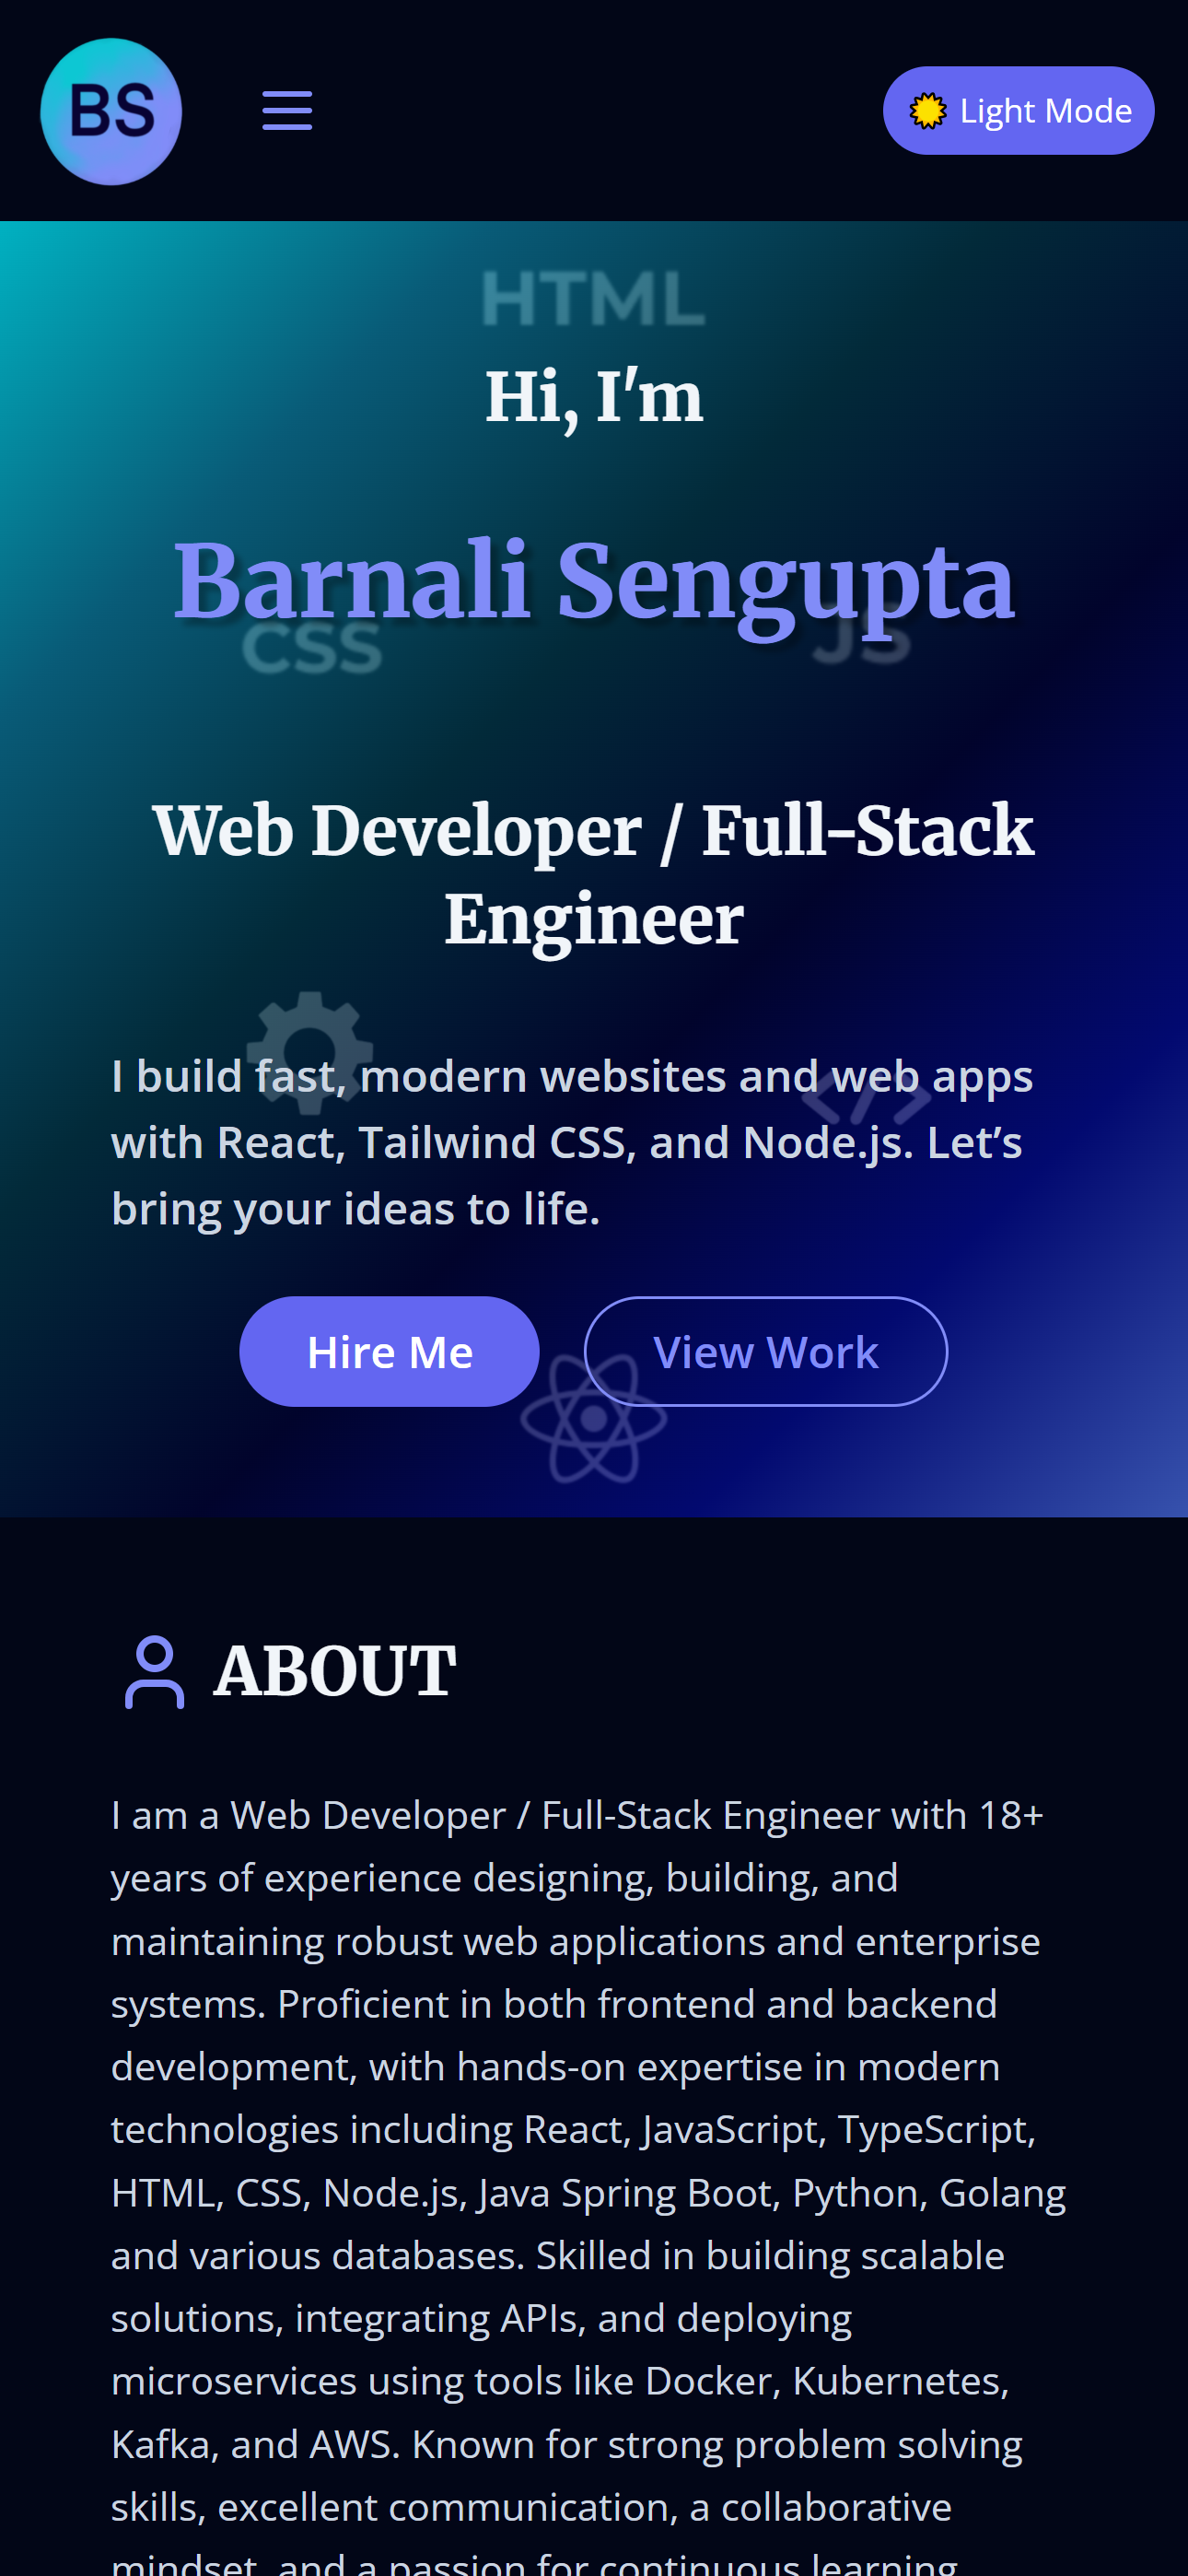 BS
Light Mode
HTML
Hi, I'm
Barnali Sengupta
CSS
JS
Web Developer / Full-Stack
Engineer
I build fast, modern websites and web apps
with React, Tailwind CSS, and Node.js. Let’s
bring your ideas to life.
</>
Hire Me
View Work
ABOUT
I am a Web Developer / Full-Stack Engineer with 18+
years of experience designing, building, and
maintaining robust web applications and enterprise
systems. Proficient in both frontend and backend
development, with hands-on expertise in modern
technologies including React, JavaScript, TypeScript,
HTML, CSS, Node.js, Java Spring Boot, Python, Golang
and various databases. Skilled in building scalable
solutions, integrating APIs, and deploying
microservices using tools like Docker, Kubernetes,
Kafka, and AWS. Known for strong problem solving
skills, excellent communication, a collaborative
mindset, and a passion for continuous learning